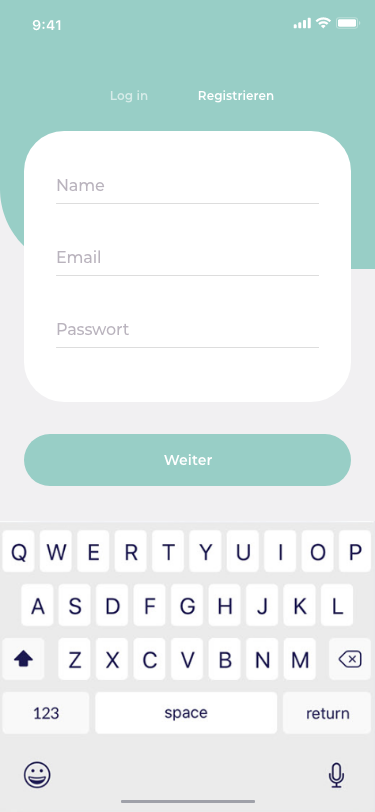 9:41
Log in Registrieren
Name
Email
Passwort
Weiter
Q W E R T Y U I O P
A S D F G H J K L
Z X C V B N M
123 space return